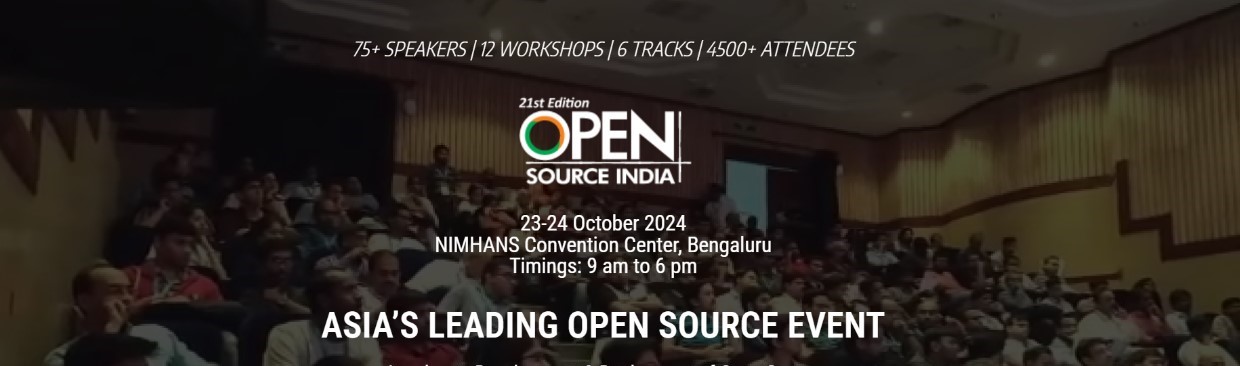 75+ SPEAKERS | 12 WORKSHOPS | 6 TRACKS | 4500+ ATTENDEES
21st Edition
OPEN
SOURCE INDIA
23-24 October 2024
NIMHANS Convention Center, Bengaluru
Timings: 9 am to 6 pm
ASIA'S LEADING OPEN SOURCE EVENT